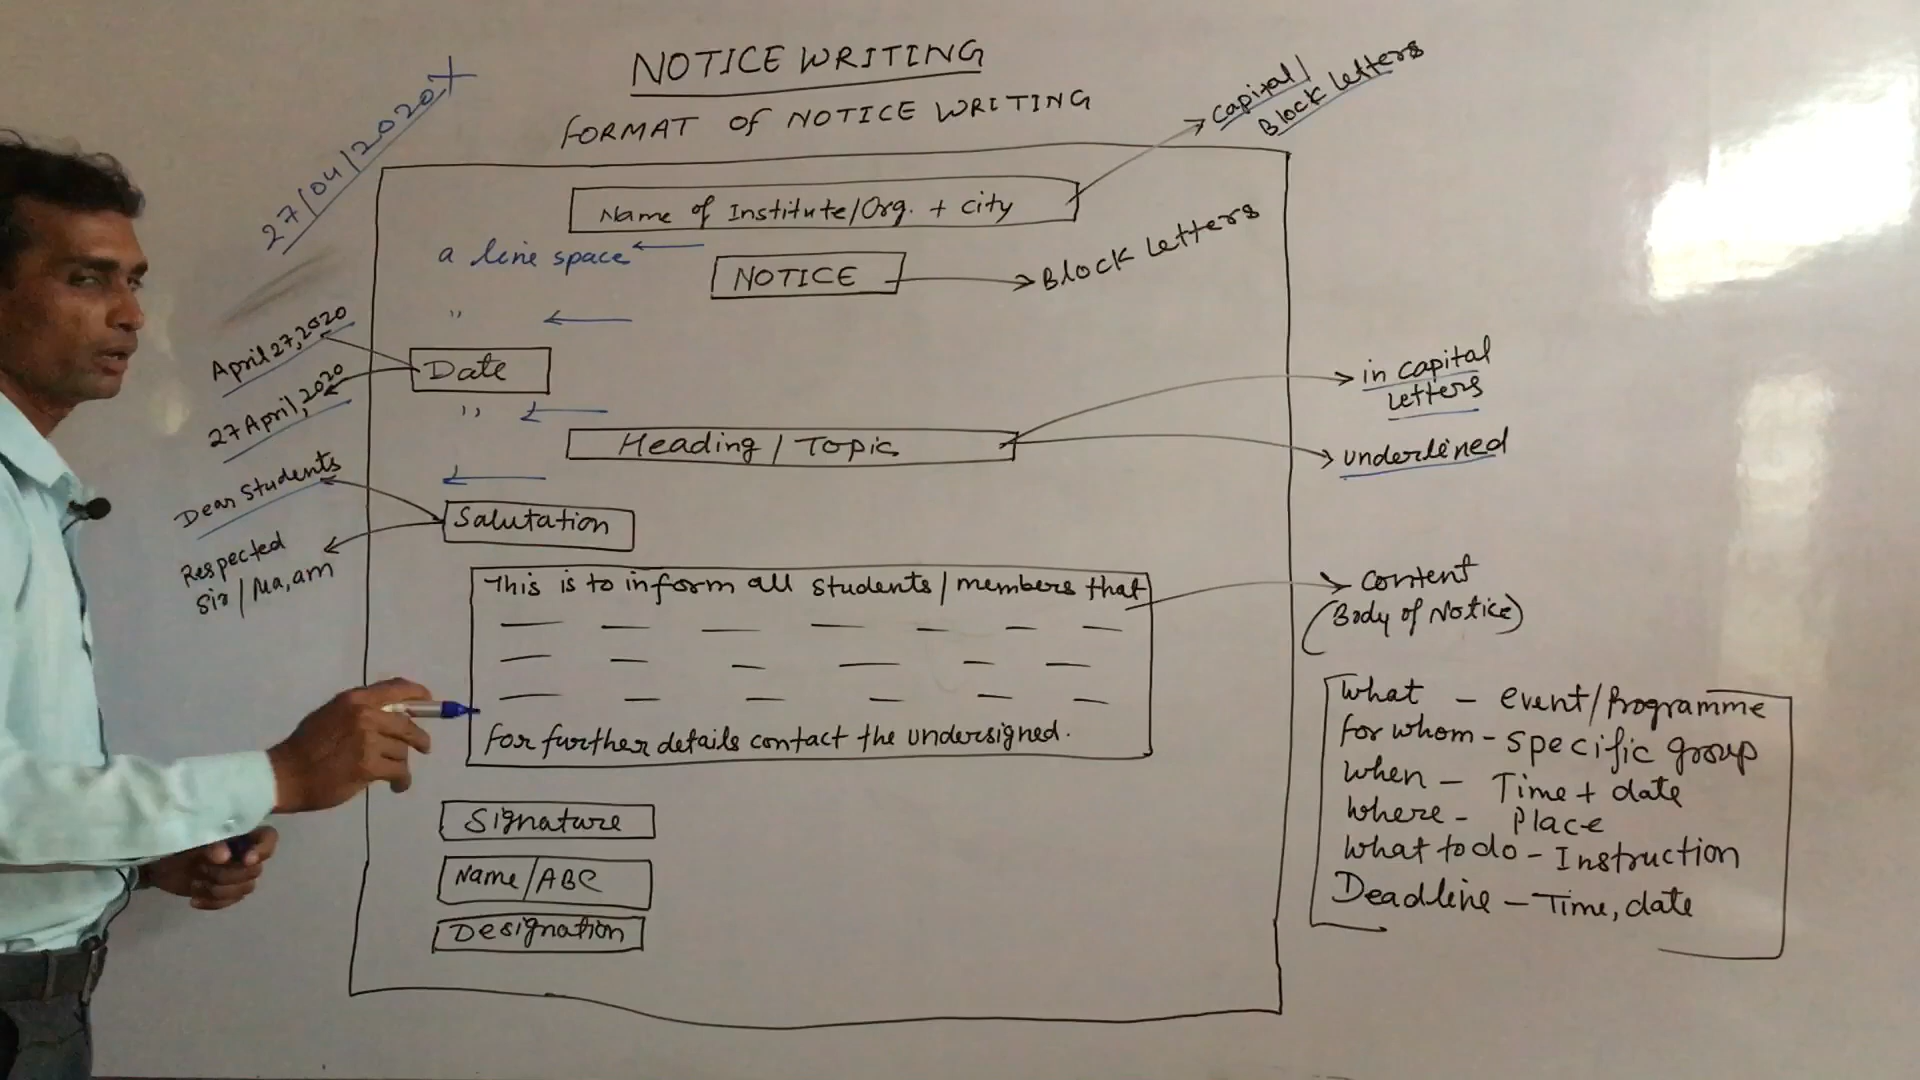 NOTICE WRITING
FORMAT OF NOTICE WRITING
27/04/2020 X
Capital/
Block Letters
Name of Institute/Org. + City
a line space
NOTICE
Block Letters
"
April 27, 2020
27 April, 2020
Date
"
in capital
Letters
Heading / Topic
underlined
Dear Students
Respected
Sir/Ma,am
Salutation
This is to inform all students/members that
For further details contact the undersigned.
Content
(Body of Notice)
What - event/Programme
For whom - specific group
When - Time + date
Where - Place
What to do - Instruction
Deadline - Time, date
Signature
Name/ABC
Designation